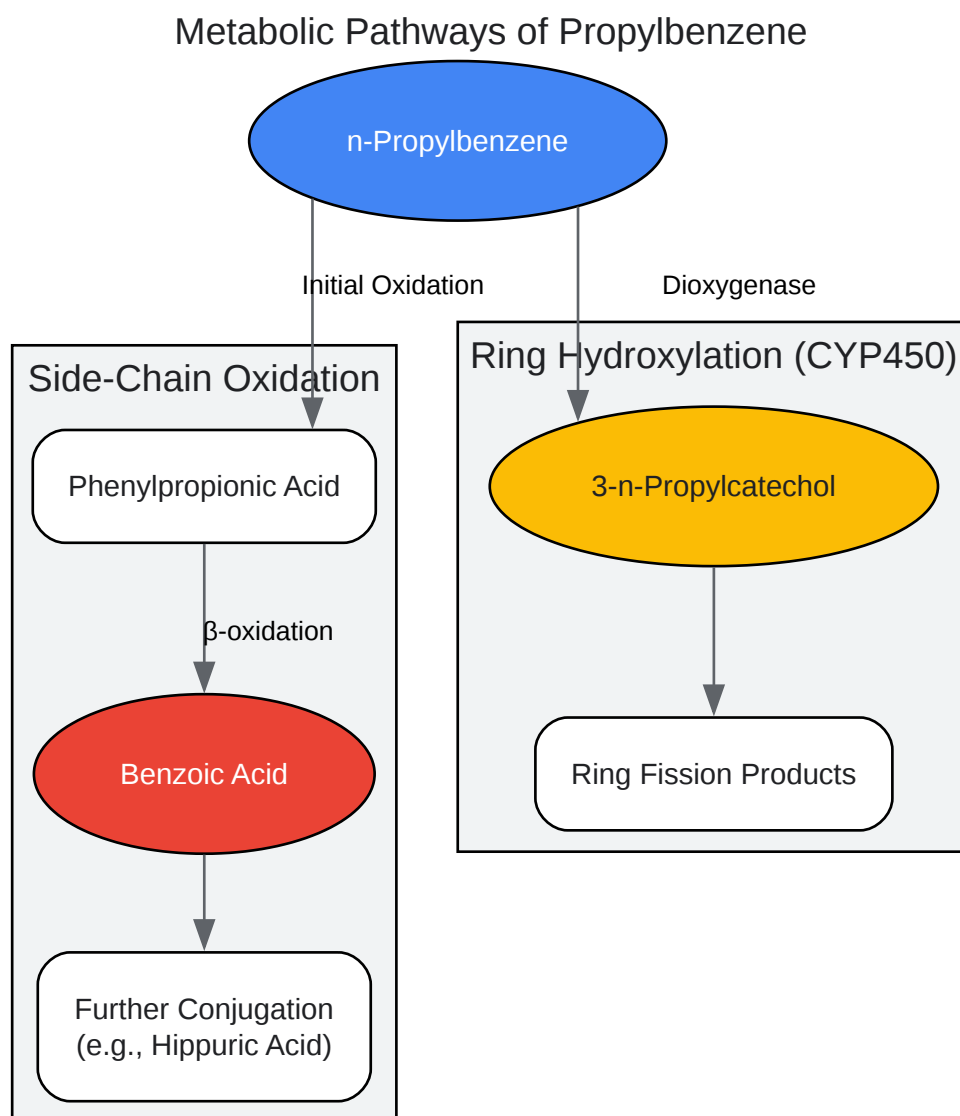 Metabolic Pathways of Propylbenzene
n-Propylbenzene
Initial Oxidation
Dioxygenase
Side-Chain Oxidation
Phenylpropionic Acid
β-oxidation
Benzoic Acid
Further Conjugation
(e.g., Hippuric Acid)
Ring Hydroxylation (CYP450)
3-n-Propylcatechol
Ring Fission Products